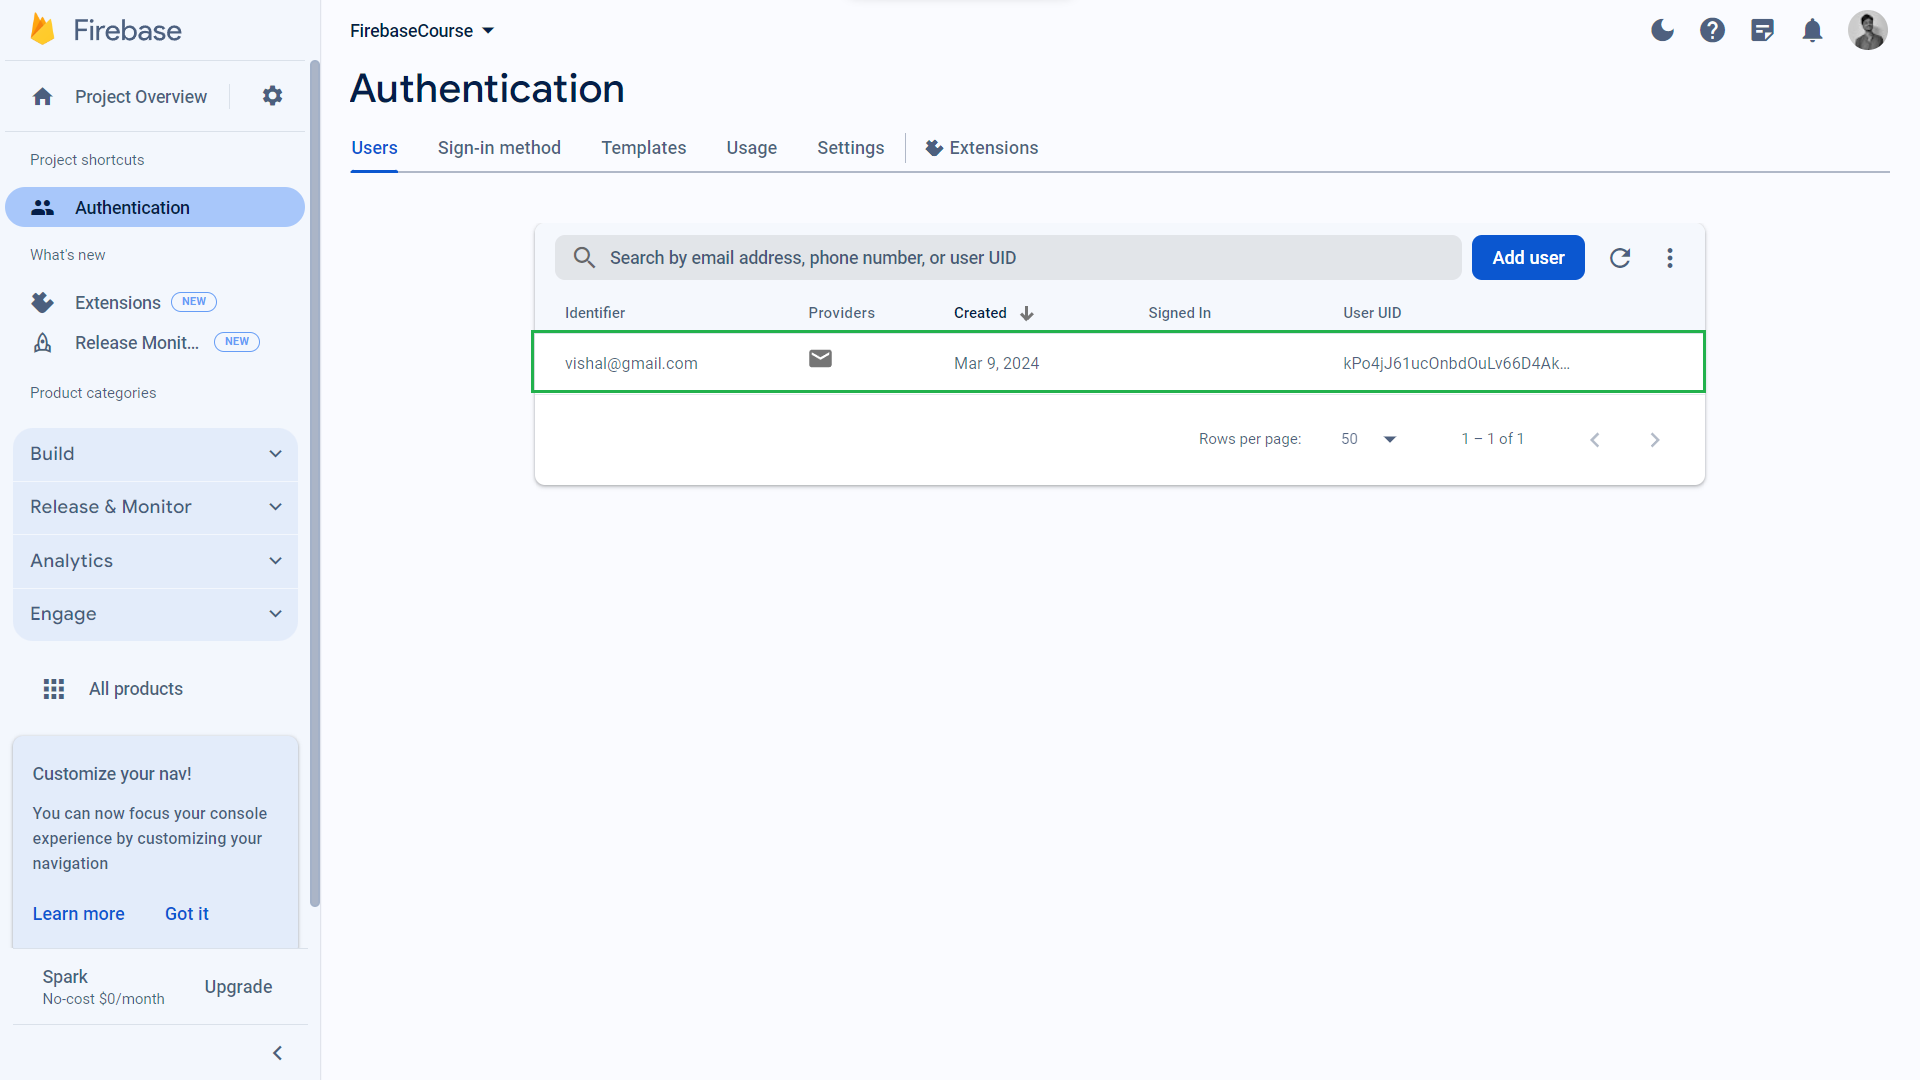 Firebase
Project Overview
Project shortcuts
Authentication
What's new
Extensions NEW
Release Monit... NEW
Product categories
Build
Release & Monitor
Analytics
Engage
All products
Customize your nav!
You can now focus your console
experience by customizing your
navigation
Learn more Got it
Spark
No-cost $0/month
Upgrade
FirebaseCourse
Authentication
Users Sign-in method Templates Usage Settings Extensions
Search by email address, phone number, or user UID Add user
Identifier Providers Created Signed In User UID
vishal@gmail.com Mar 9, 2024 kPo4jJ61ucOnbdOuLv66D4Ak...
Rows per page: 50 1 – 1 of 1